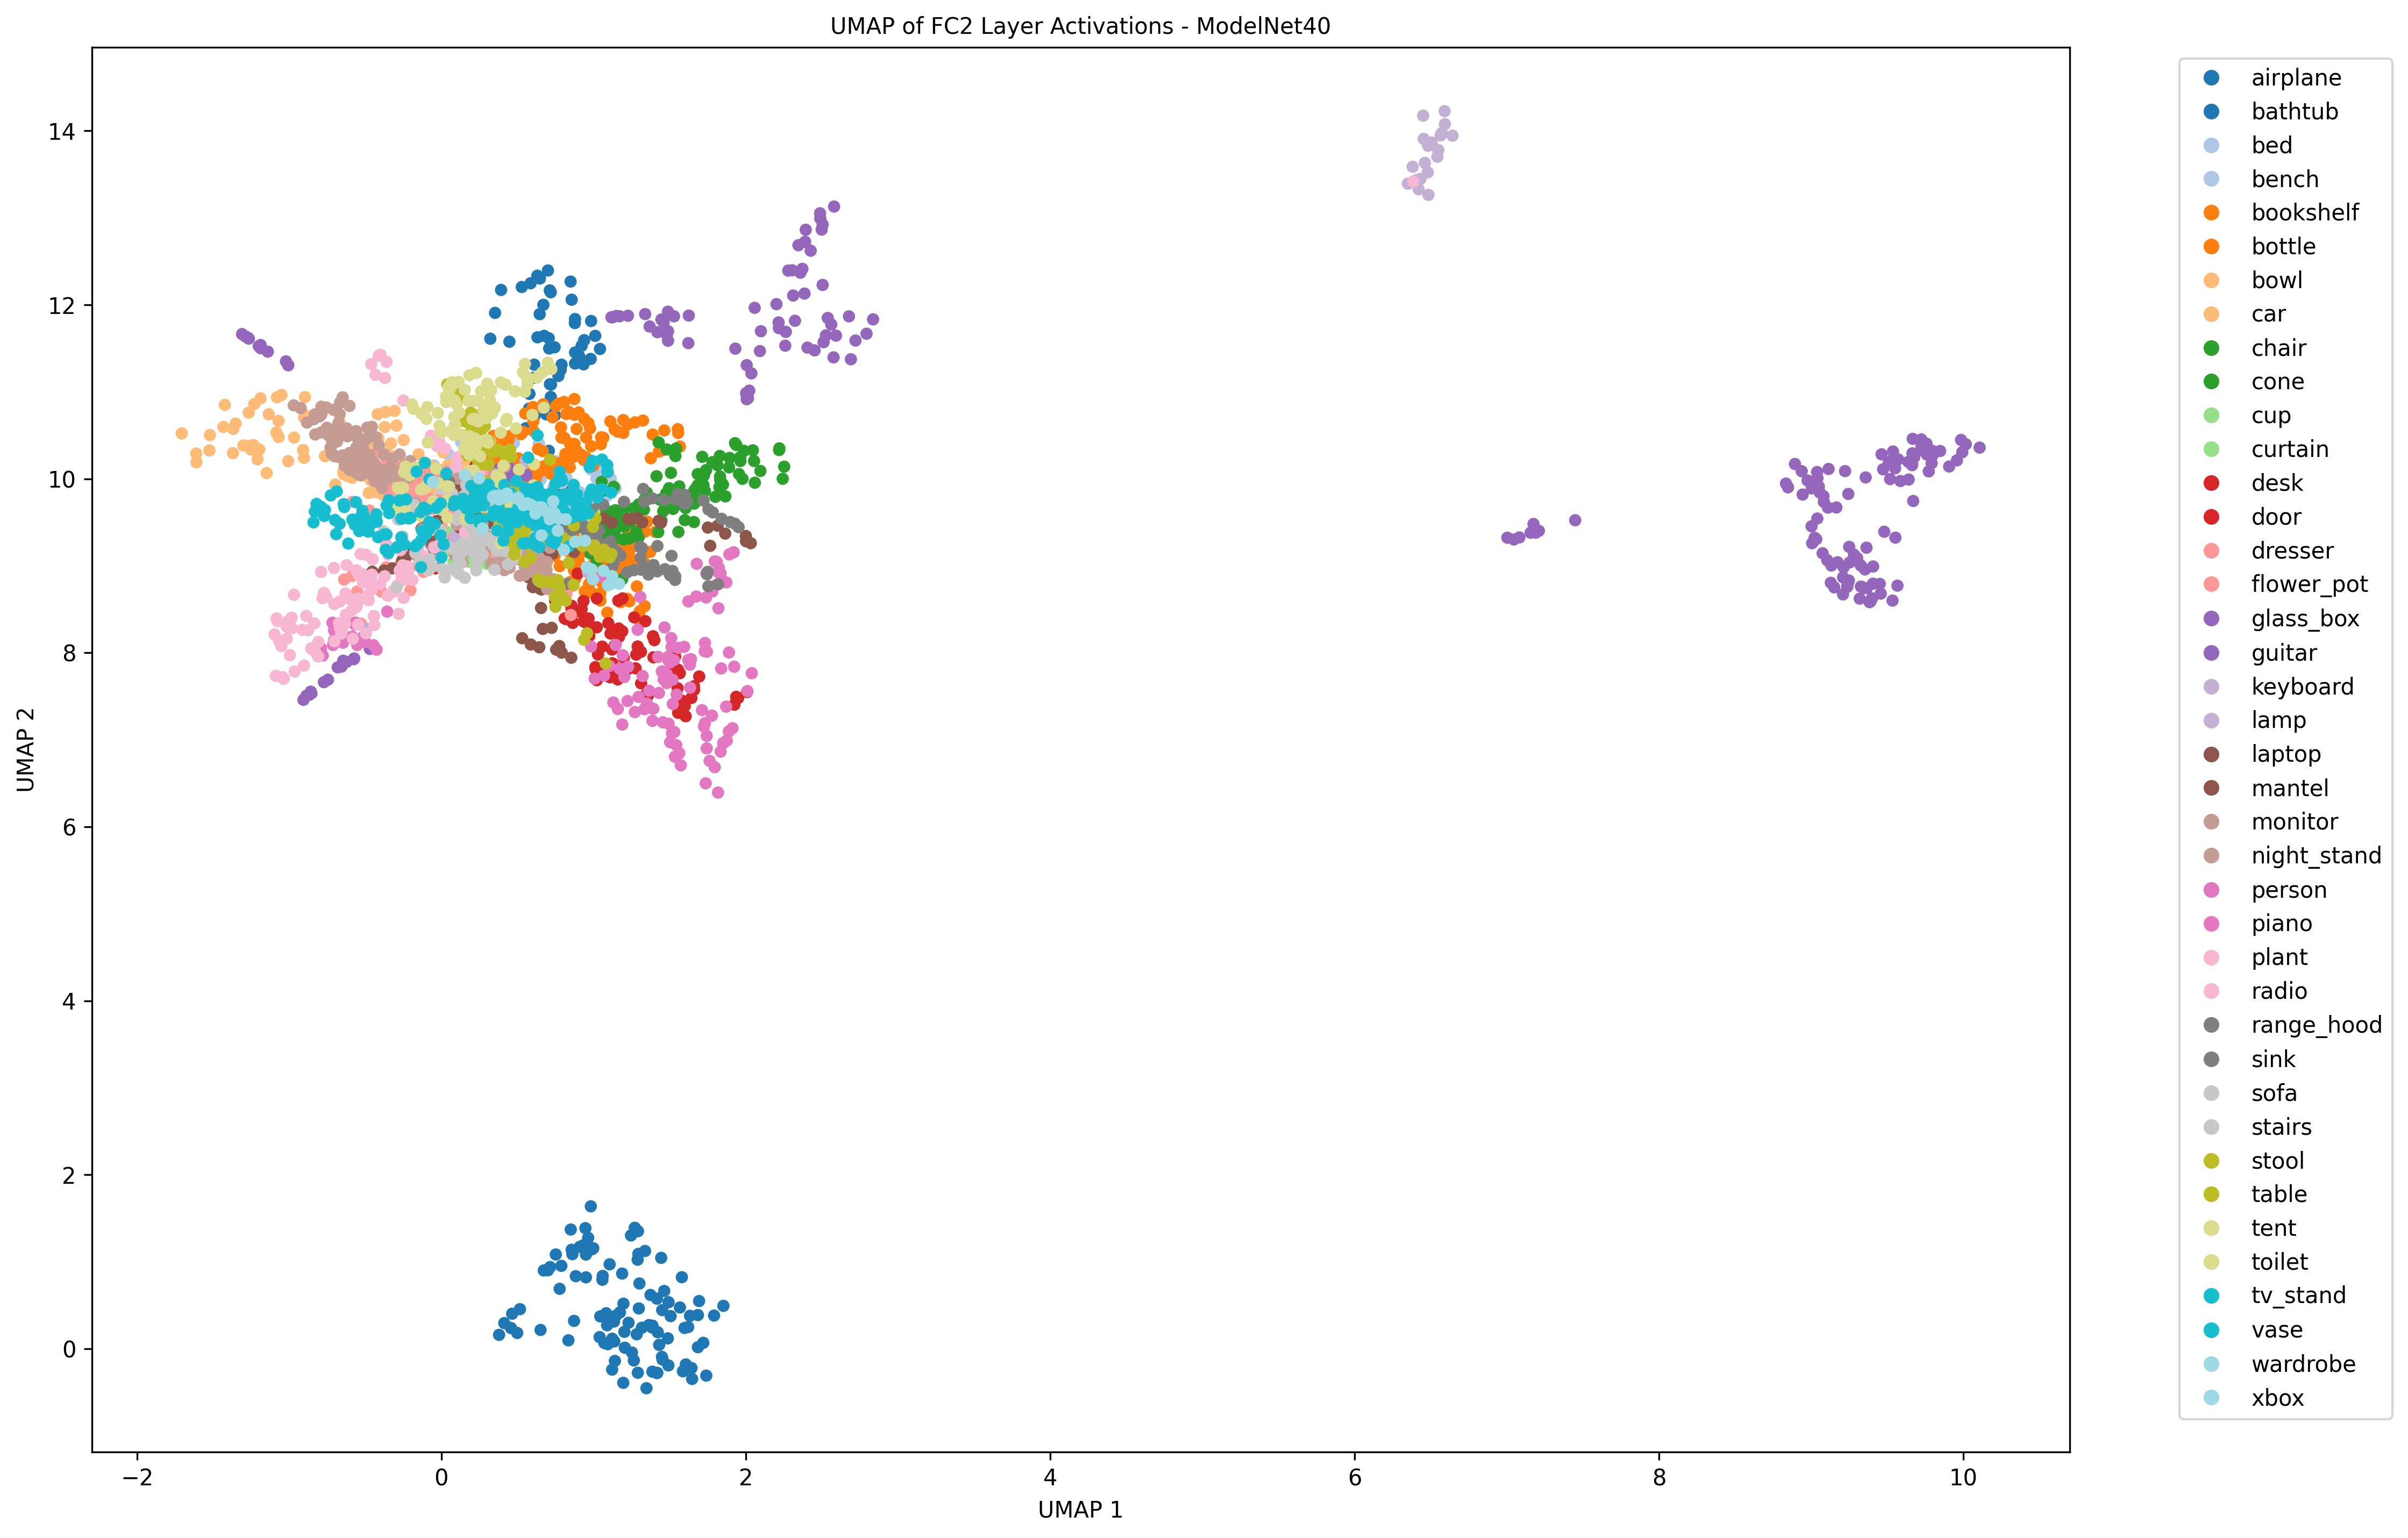 UMAP of FC2 Layer Activations - ModelNet40
UMAP 2
14
12
10
8
6
4
2
0
−2
0
2
4
6
8
10
UMAP 1
airplane
bathtub
bed
bench
bookshelf
bottle
bowl
car
chair
cone
cup
curtain
desk
door
dresser
flower_pot
glass_box
guitar
keyboard
lamp
laptop
mantel
monitor
night_stand
person
piano
plant
radio
range_hood
sink
sofa
stairs
stool
table
tent
toilet
tv_stand
vase
wardrobe
xbox